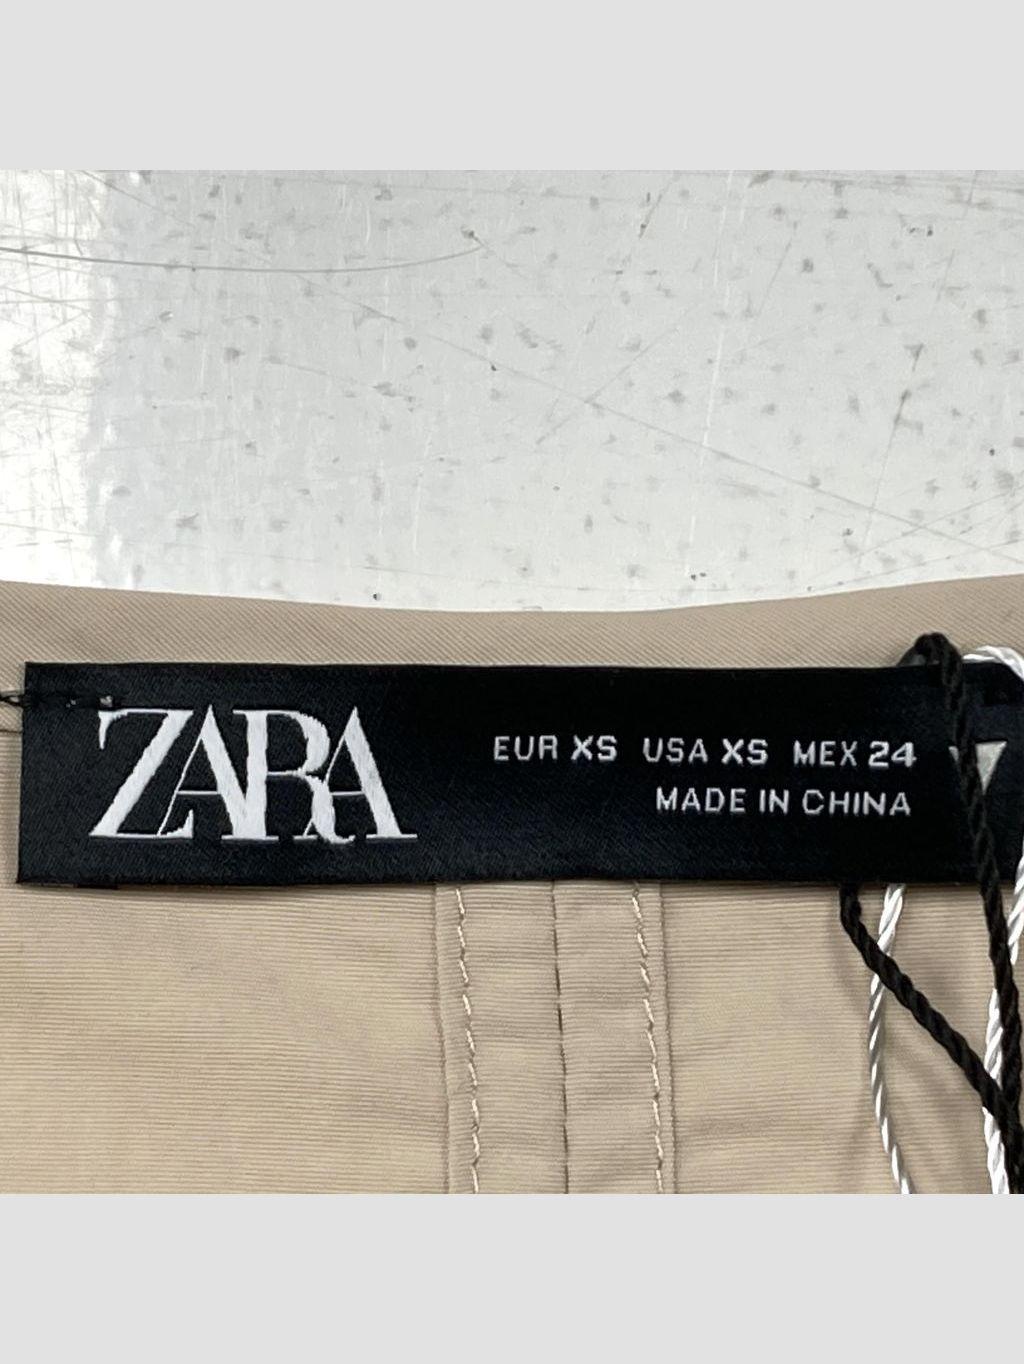 ZARA
EUR XS USA XS MEX 24
MADE IN CHINA